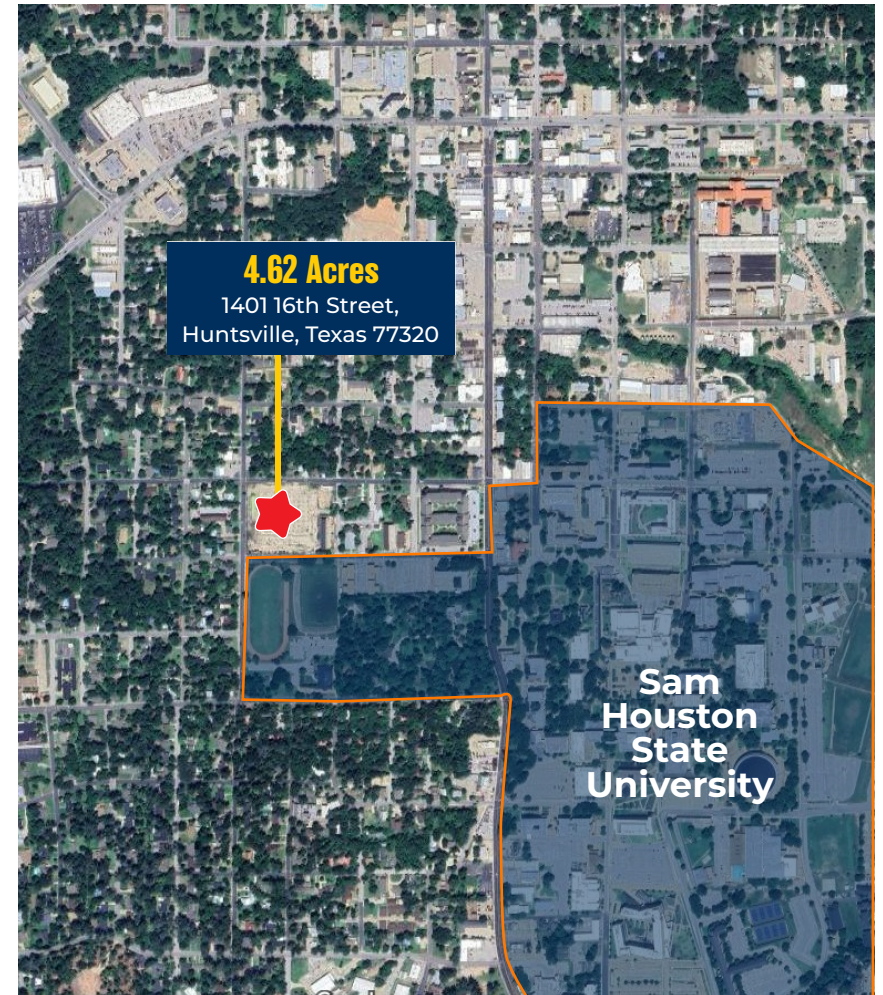 4.62 Acres
1401 16th Street,
Huntsville, Texas 77320
Sam
Houston
State
University